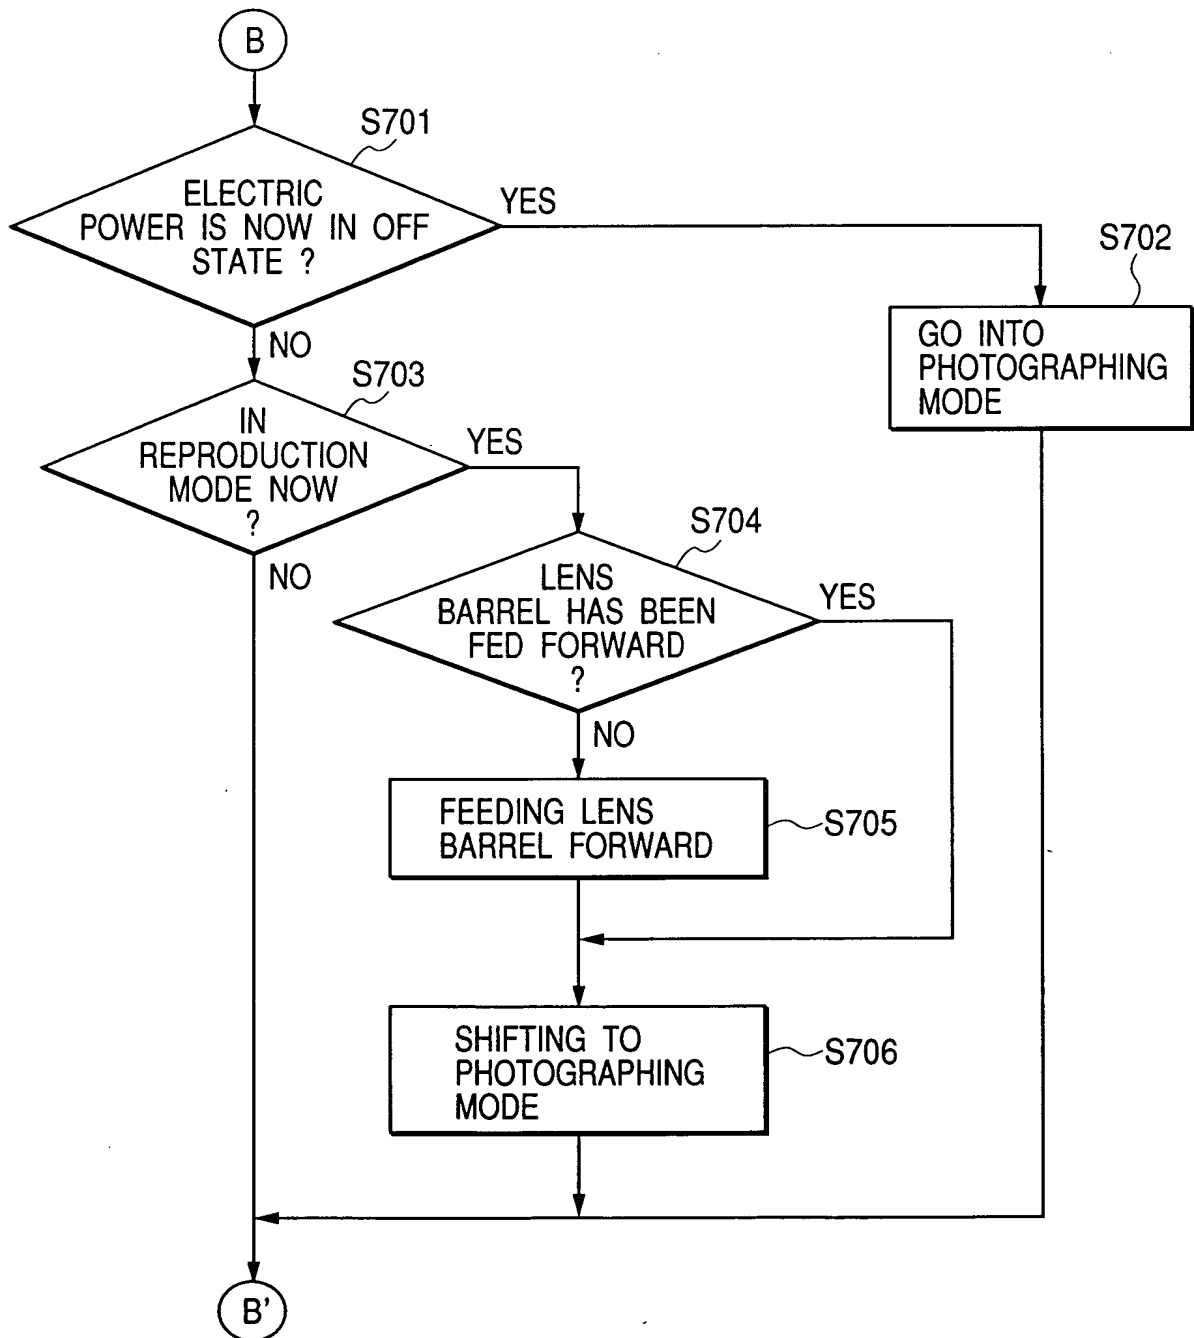 B
S701
ELECTRIC
POWER IS NOW IN OFF
STATE ?
YES
NO
S702
GO INTO
PHOTOGRAPHING
MODE
S703
IN
REPRODUCTION
MODE NOW
?
YES
NO
S704
LENS
BARREL HAS BEEN
FED FORWARD
?
YES
NO
FEEDING LENS
BARREL FORWARD
S705
SHIFTING TO
PHOTOGRAPHING
MODE
S706
B'